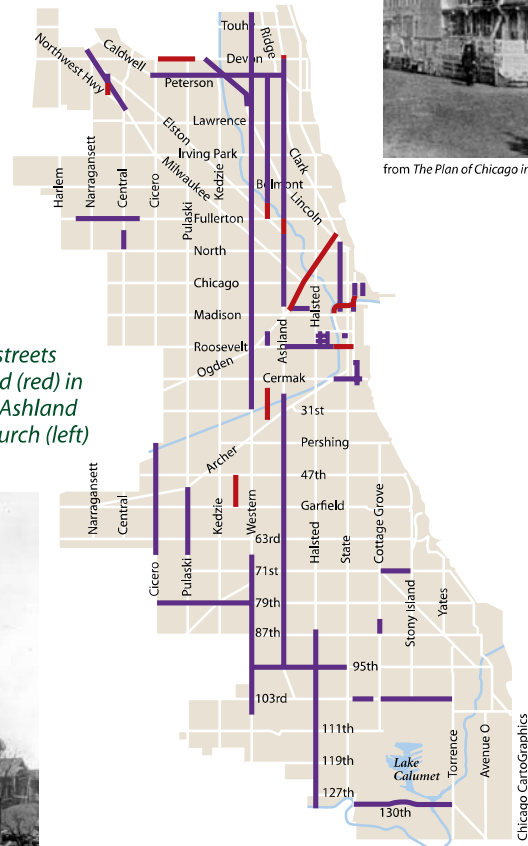 from The Plan of Chicago in
streets
d (red) in
Ashland
urch (left)
Touhy
Ridge
Caldwell
Northwest Hwy
Devon
Peterson
Lawrence
Elston
Irving Park
Clark
Milwaukee
Kedzie
Belmont
Harlem
Narragansett
Central
Cicero
Pulaski
Lincoln
Fullerton
North
Chicago
Halsted
Madison
Ashland
Roosevelt
Ogden
Cermak
31st
Pershing
Archer
47th
Narragansett
Central
Kedzie
Western
Garfield
Halsted
State
Cottage Grove
63rd
Cicero
Pulaski
71st
Stony Island
Yates
79th
87th
95th
103rd
111th
Torrence
Avenue O
119th
Lake
Calumet
127th
130th
Chicago CartoGraphics